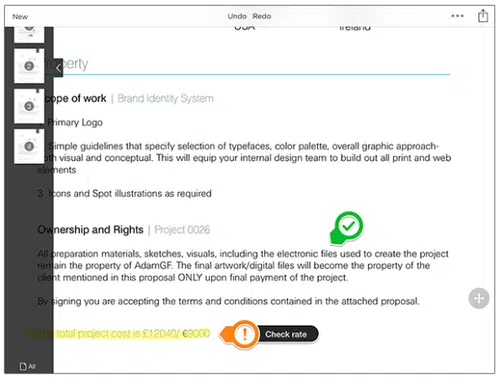 New
Undo Redo
USA Ireland
2
3
4
operty
cope of work | Brand Identity System
Primary Logo
Simple guidelines that specify selection of typefaces, color palette, overall graphic approach-
oth visual and conceptual. This will equip your internal design team to build out all print and web
elements
3. Icons and Spot illustrations as required
Ownership and Rights | Project 0026
All preparation materials, sketches, visuals, including the electronic files used to create the project
remain the property of AdamGF. The final artwork/digital files will become the property of the
client mentioned in this proposal ONLY upon final payment of the project.
By signing you are accepting the terms and conditions contained in the attached proposal.
total project cost is £12040/ €9000
! Check rate
All